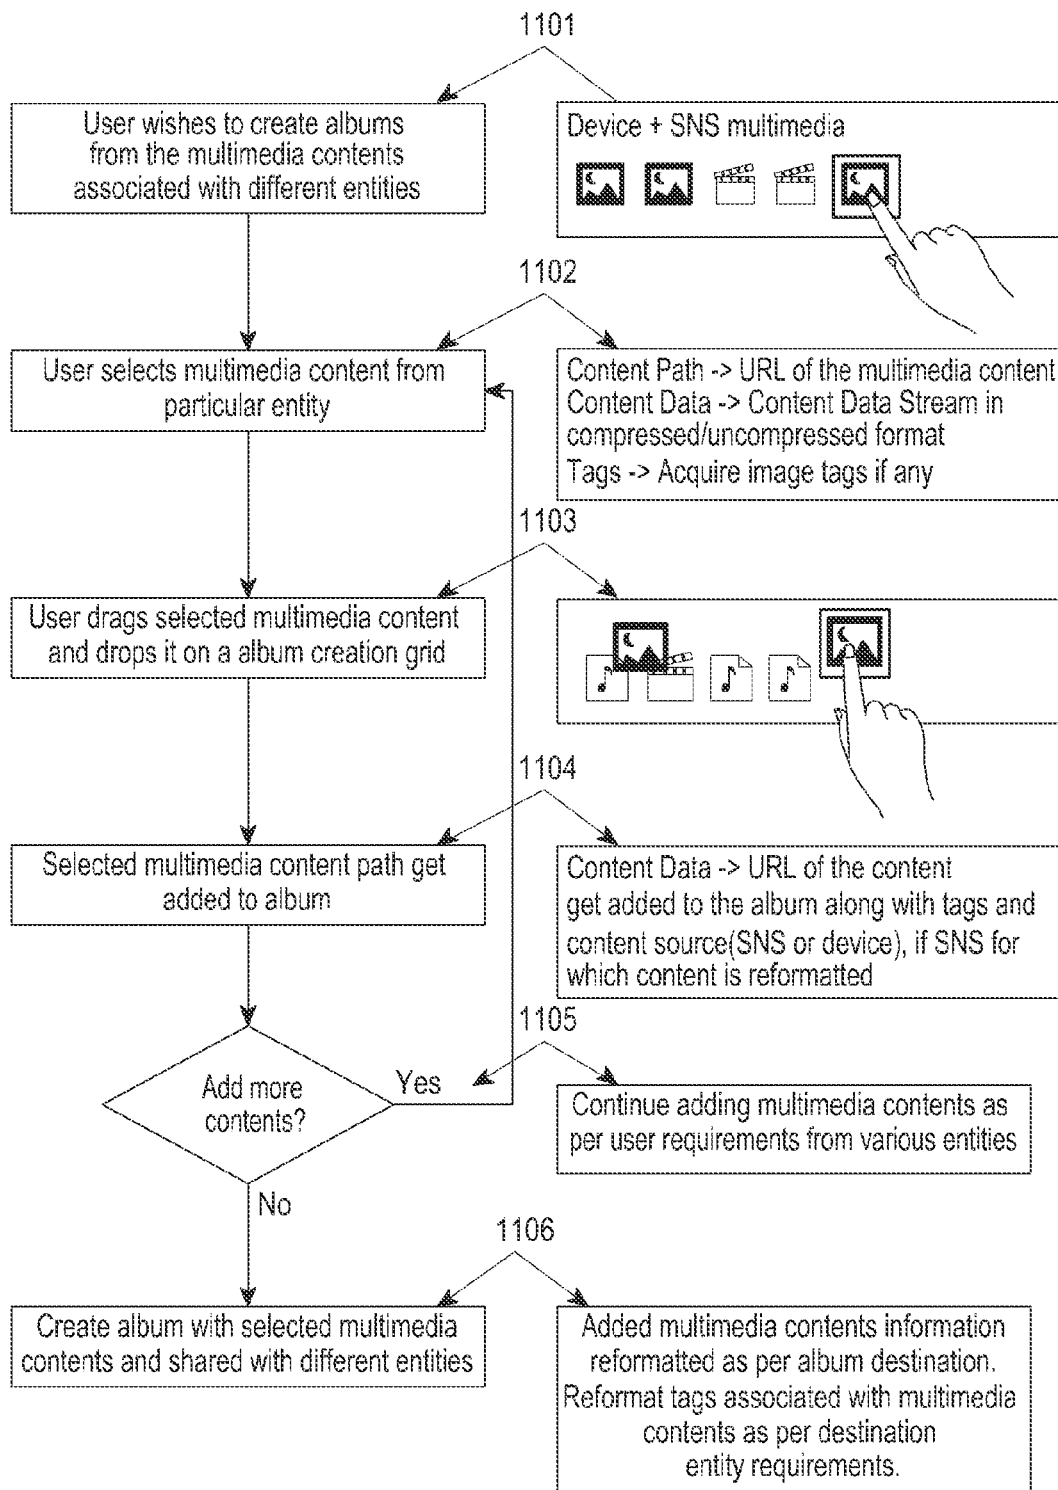 1101
User wishes to create albums
from the multimedia contents
associated with different entities
Device + SNS multimedia
1102
User selects multimedia content from
particular entity
Content Path -> URL of the multimedia content
Content Data -> Content Data Stream in
compressed/uncompressed format
Tags -> Acquire image tags if any
1103
User drags selected multimedia content
and drops it on a album creation grid
1104
Selected multimedia content path get
added to album
Content Data -> URL of the content
get added to the album along with tags and
content source(SNS or device), if SNS for
which content is reformatted
1105
Add more
contents?
Yes
Continue adding multimedia contents as
per user requirements from various entities
No
1106
Create album with selected multimedia
contents and shared with different entities
Added multimedia contents information
reformatted as per album destination.
Reformat tags associated with multimedia
contents as per destination
entity requirements.